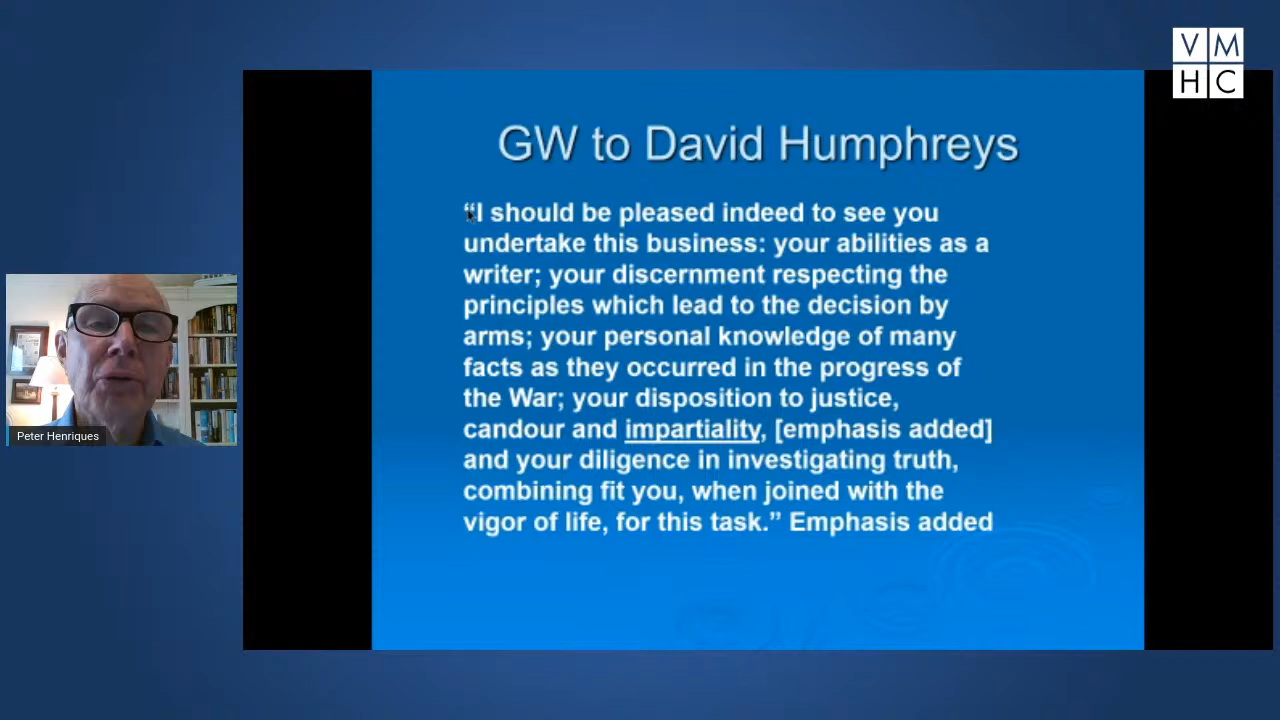 V M
H C
GW to David Humphreys
“I should be pleased indeed to see you
undertake this business: your abilities as a
writer; your discernment respecting the
principles which lead to the decision by
arms; your personal knowledge of many
facts as they occurred in the progress of
the War; your disposition to justice,
candour and impartiality, [emphasis added]
and your diligence in investigating truth,
combining fit you, when joined with the
vigor of life, for this task.” Emphasis added
Peter Henriques